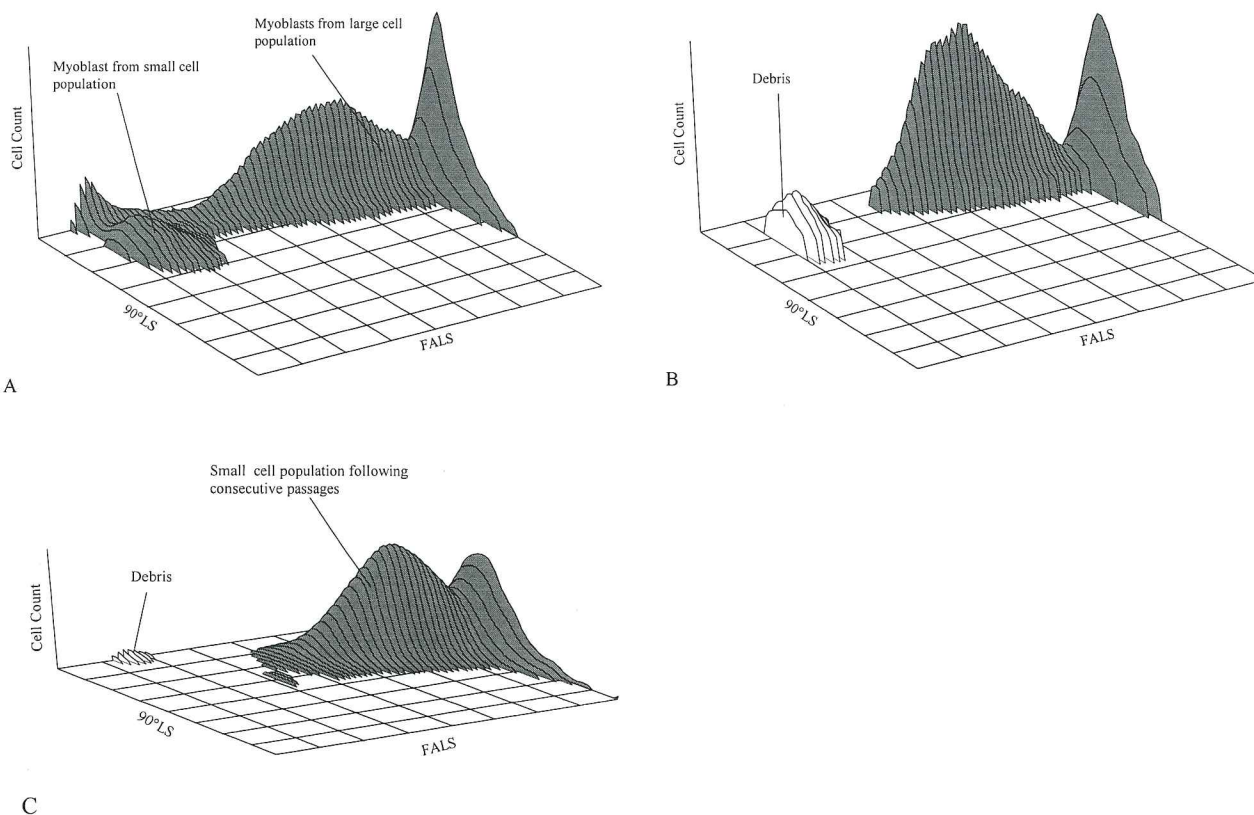 Myoblasts from large cell
population
Myoblast from small cell
population
Cell Count
90°LS
FALS
A
Debris
Cell Count
90°LS
FALS
B
Small cell population following
consecutive passages
Debris
Cell Count
90°LS
FALS
C